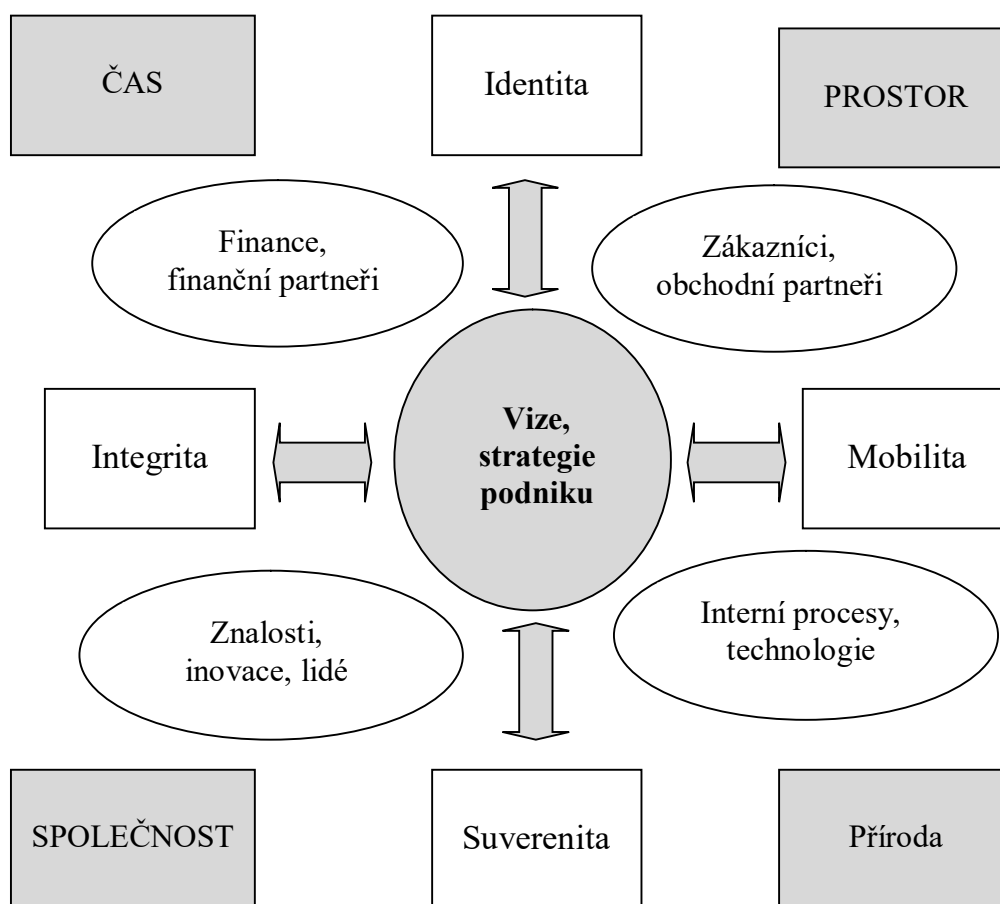 ČAS
Identita
PROSTOR
Finance,
finanční partneři
Zákazníci,
obchodní partneři
Integrita
Vize,
strategie
podniku
Mobilita
Znalosti,
inovace, lidé
Interní procesy,
technologie
SPOLEČNOST
Suverenita
Příroda